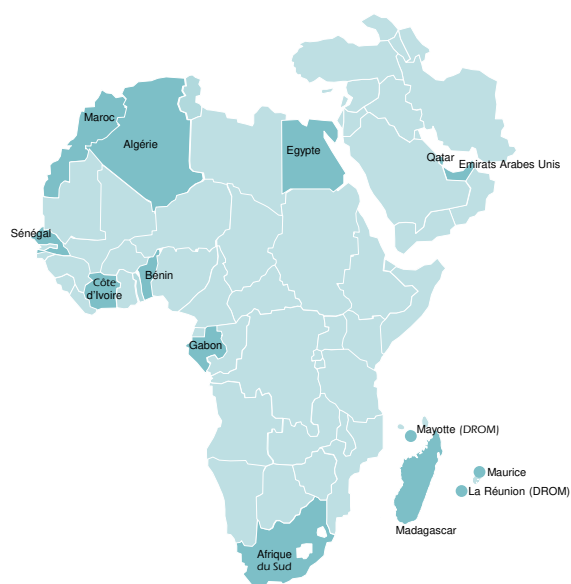 Maroc
Algérie
Egypte
Qatar
Emirats Arabes Unis
Sénégal
Côte
d'Ivoire
Bénin
Gabon
Mayotte (DROM)
Maurice
La Réunion (DROM)
Madagascar
Afrique
du Sud